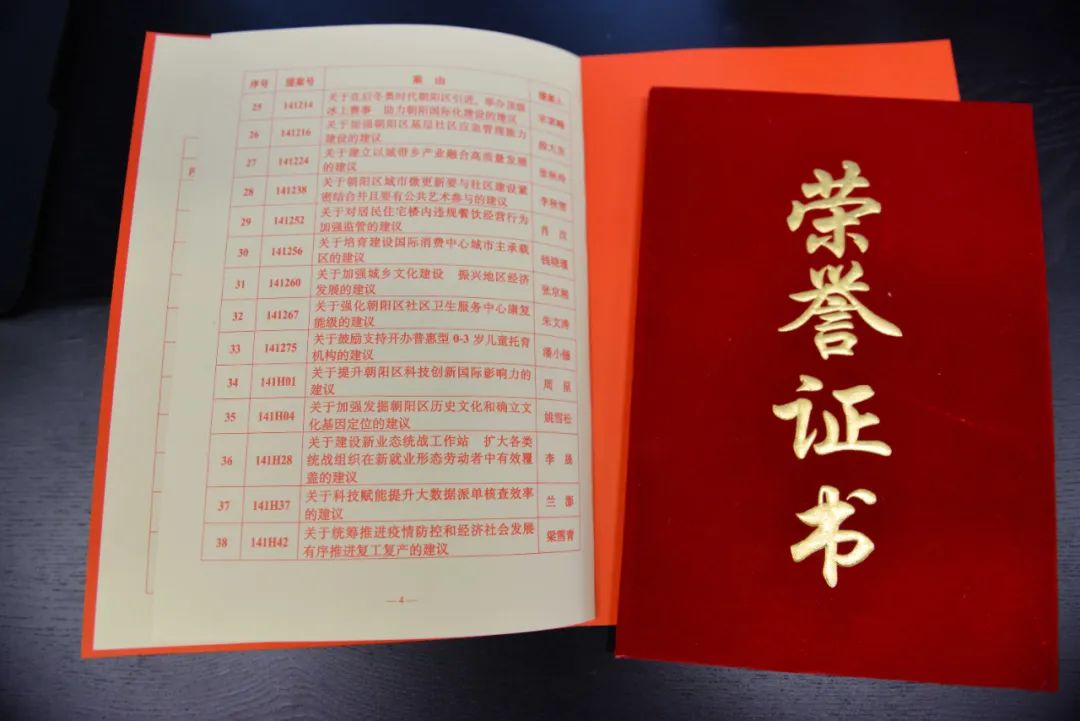 序号 提案号 案 由 提案人
25 141214 关于在后冬奥时代朝阳区引进、举办顶级
冰上赛事 助力朝阳国际化建设的建议
26 141216 关于加强朝阳区基层社区应急管理能力
建设的建议
27 141224 关于建立以城带乡产业融合高质量发展
的建议
28 141238 关于朝阳区城市微更新要与社区建设紧
密结合并且要有公共艺术参与的建议
29 141252 关于对居民住宅楼内违规餐饮经营行为
加强监管的建议
30 141256 关于培育建设国际消费中心城市主承载
区的建议
31 141260 关于加强城乡文化建设 振兴地区经济
发展的建议
32 141267 关于强化朝阳区社区卫生服务中心康复
能级的建议 朱文涛
33 141275 关于鼓励支持开办普惠型 0-3 岁儿童托育
机构的建议
34 141H01 关于提升朝阳区科技创新国际影响力的
建议 周 星
35 141H04 关于加强发掘朝阳区历史文化和确立文
化基因定位的建议 姚雪松
36 141H28 关于建设新业态统战工作站 扩大各类
统战组织在新就业形态劳动者中有效覆 李 晟
盖的建议
37 141H37 关于科技赋能提升大数据派单核查效率
的建议 兰 影
38 141H42 关于统筹推进疫情防控和经济社会发展
有序推进复工复产的建议 梁雪青
— 4 —
荣誉证书